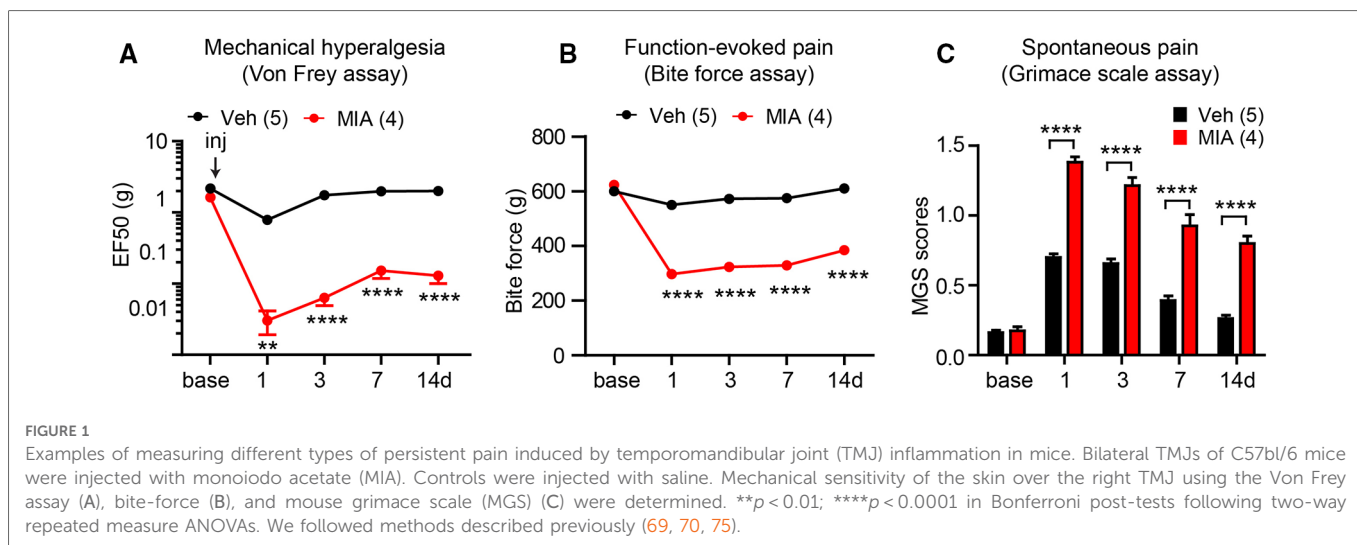 A
Mechanical hyperalgesia
(Von Frey assay)
Veh (5) MIA (4)
inj
EF50 (g)
10
1
0.1
0.01
**
****
****
****
base 1 3 7 14d
B
Function-evoked pain
(Bite force assay)
Veh (5) MIA (4)
Bite force (g)
800
600
400
200
0
****
****
****
****
base 1 3 7 14d
C
Spontaneous pain
(Grimace scale assay)
Veh (5)
MIA (4)
MGS scores
1.5
1.0
0.5
0.0
****
****
****
****
base 1 3 7 14d
FIGURE 1
Examples of measuring different types of persistent pain induced by temporomandibular joint (TMJ) inflammation in mice. Bilateral TMJs of C57bl/6 mice
were injected with monoiodo acetate (MIA). Controls were injected with saline. Mechanical sensitivity of the skin over the right TMJ using the Von Frey
assay (A), bite-force (B), and mouse grimace scale (MGS) (C) were determined. **p < 0.01; ****p < 0.0001 in Bonferroni post-tests following two-way
repeated measure ANOVAs. We followed methods described previously (69, 70, 75).